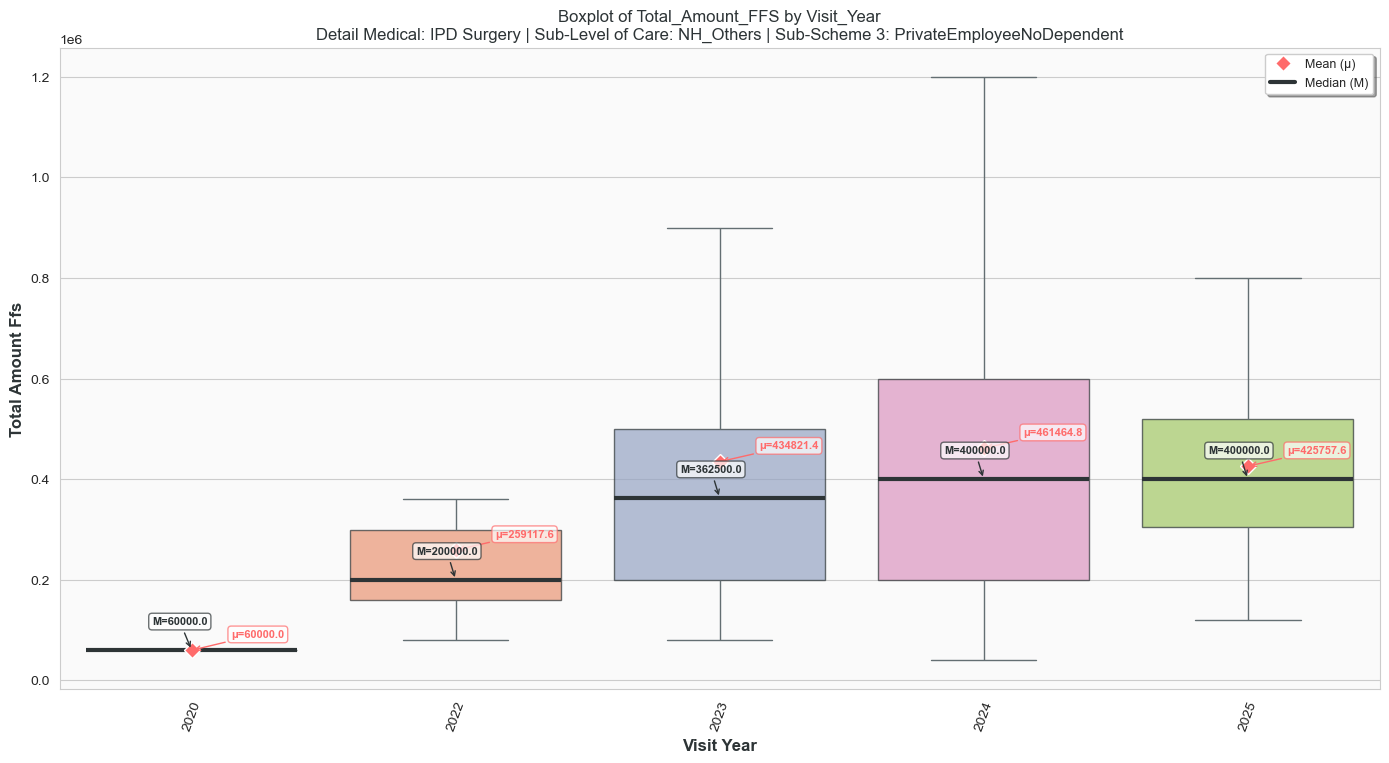 Boxplot of Total_Amount_FFS by Visit_Year
Detail Medical: IPD Surgery | Sub-Level of Care: NH_Others | Sub-Scheme 3: PrivateEmployeeNoDependent
1e6
Mean (μ)
Median (M)
1.2
1.0
0.8
0.6
0.4
0.2
0.0
Total Amount Ffs
M=60000.0
μ=60000.0
M=200000.0
μ=259117.6
M=362500.0
μ=434821.4
M=400000.0
μ=461464.8
M=400000.0
μ=425757.6
2020
2022
2023
2024
2025
Visit Year